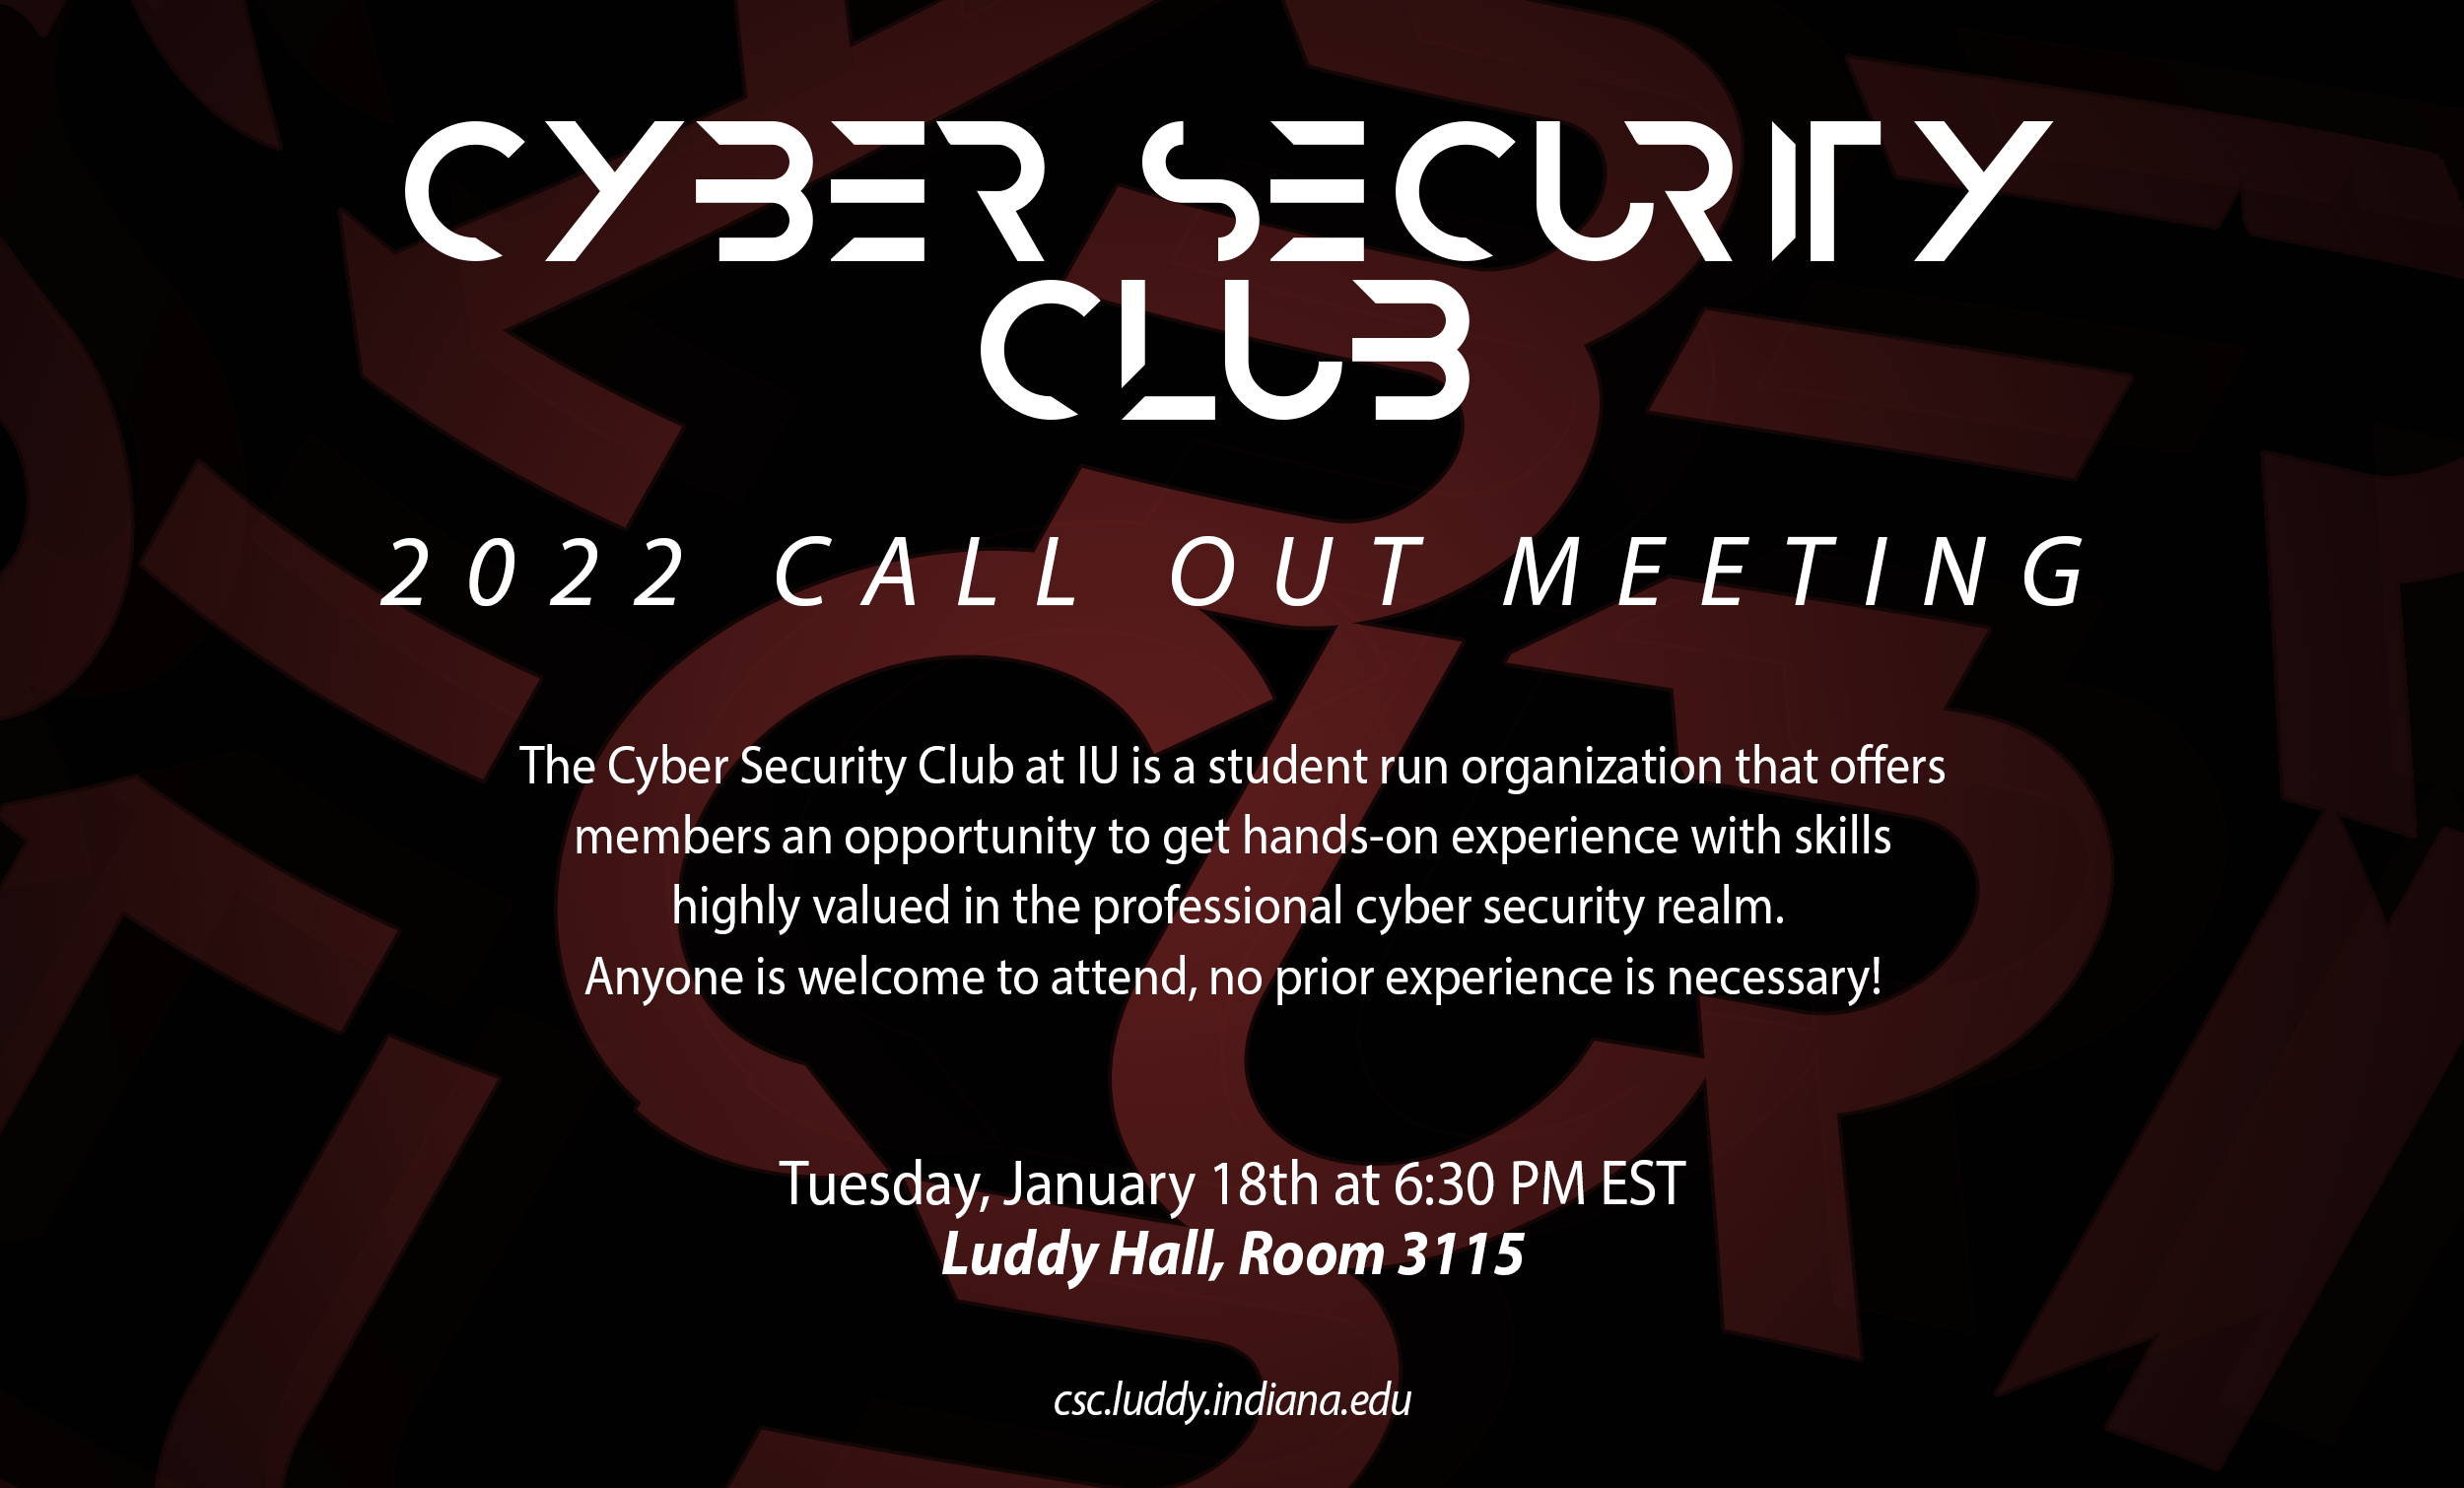 CYBER SECURITY
CLUB
2022 CALL OUT MEETING
The Cyber Security Club at IU is a student run organization that offers
members an opportunity to get hands-on experience with skills
highly valued in the professional cyber security realm.
Anyone is welcome to attend, no prior experience is necessary!
Tuesday, January 18th at 6:30 PM EST
Luddy Hall, Room 3115
csc.luddy.indiana.edu